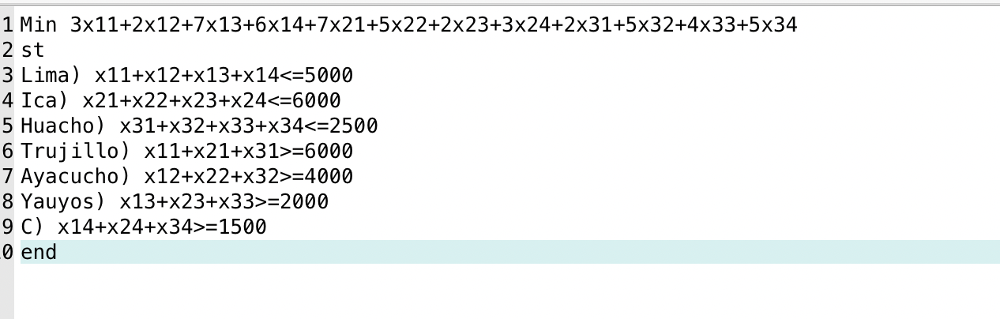 1 Min 3x11+2x12+7x13+6x14+7x21+5x22+2x23+3x24+2x31+5x32+4x33+5x34
2 st
3 Lima) x11+x12+x13+x14<=5000
4 Ica) x21+x22+x23+x24<=6000
5 Huacho) x31+x32+x33+x34<=2500
6 Trujillo) x11+x21+x31>=6000
7 Ayacucho) x12+x22+x32>=4000
8 Yauyos) x13+x23+x33>=2000
9 C) x14+x24+x34>=1500
0 end